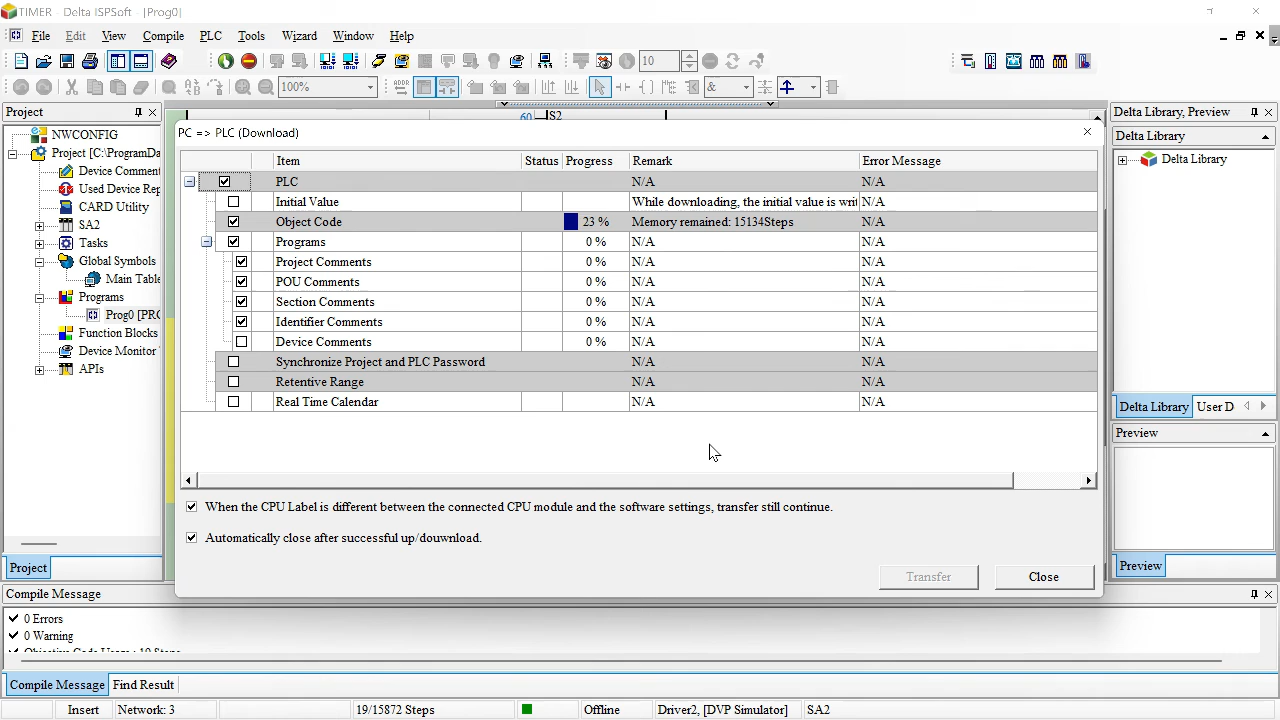 TIMER - Delta ISPSoft - [Prog0]
File Edit View Compile PLC Tools Wizard Window Help
10
100% &
Project
NWCONFIG
Project [C:\ProgramDa
Device Comment
Used Device Rep
CARD Utility
SA2
Tasks
Global Symbols
Main Table
Programs
Prog0 [PRO
Function Blocks
Device Monitor
APIs
Project
60 S2
PC => PLC (Download)
Item Status Progress Remark Error Message
PLC N/A N/A
Initial Value While downloading, the initial value is writ N/A
Object Code 23 % Memory remained: 15134Steps N/A
Programs 0 % N/A N/A
Project Comments 0 % N/A N/A
POU Comments 0 % N/A N/A
Section Comments 0 % N/A N/A
Identifier Comments 0 % N/A N/A
Device Comments 0 % N/A N/A
Synchronize Project and PLC Password N/A N/A
Retentive Range N/A N/A
Real Time Calendar N/A N/A
When the CPU Label is different between the connected CPU module and the software settings, transfer still continue.
Automatically close after successful up/douwnload.
Transfer Close
Delta Library, Preview
Delta Library
Delta Library
Delta Library User D
Preview
Preview
Compile Message
0 Errors
0 Warning
Compile Message Find Result
Insert Network: 3 19/15872 Steps Offline Driver2, [DVP Simulator] SA2